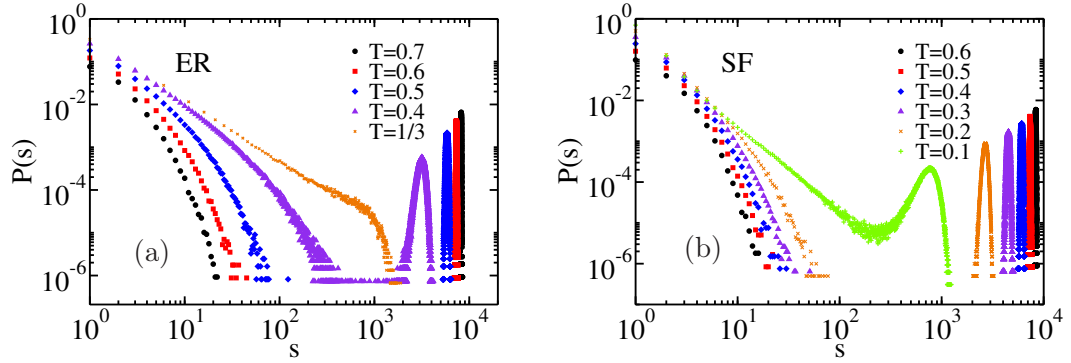 10^0
10^-2
10^-4
10^-6
P(s)
10^0 10^1 10^2 10^3 10^4
s
ER
(a)
T=0.7
T=0.6
T=0.5
T=0.4
T=1/3
10^0
10^-2
10^-4
10^-6
P(s)
10^0 10^1 10^2 10^3 10^4
s
SF
(b)
T=0.6
T=0.5
T=0.4
T=0.3
T=0.2
T=0.1